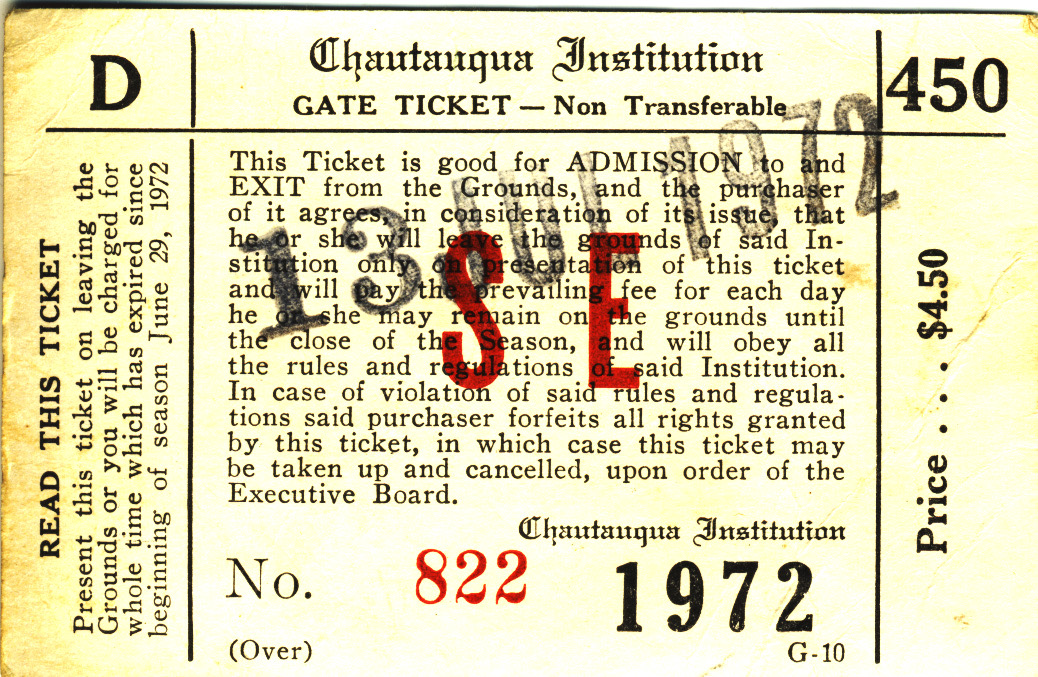 D
Chautauqua Institution
GATE TICKET — Non Transferable
450
READ THIS TICKET
Present this ticket on leaving the
Grounds or you will be charged for
whole time which has expired since
beginning of season June 29, 1972
This Ticket is good for ADMISSION to and
EXIT from the Grounds, and the purchaser
of it agrees, in consideration of its issue, that
he or she will leave the grounds of said In-
stitution only on presentation of this ticket
and will pay the prevailing fee for each day
he or she may remain on the grounds until
the close of the Season, and will obey all
the rules and regulations of said Institution.
In case of violation of said rules and regula-
tions said purchaser forfeits all rights granted
by this ticket, in which case this ticket may
be taken up and cancelled, upon order of the
Executive Board.
13 JUL 1972
S E
Chautauqua Institution
No. 822
1972
(Over)
G-10
Price . . . . $4.50